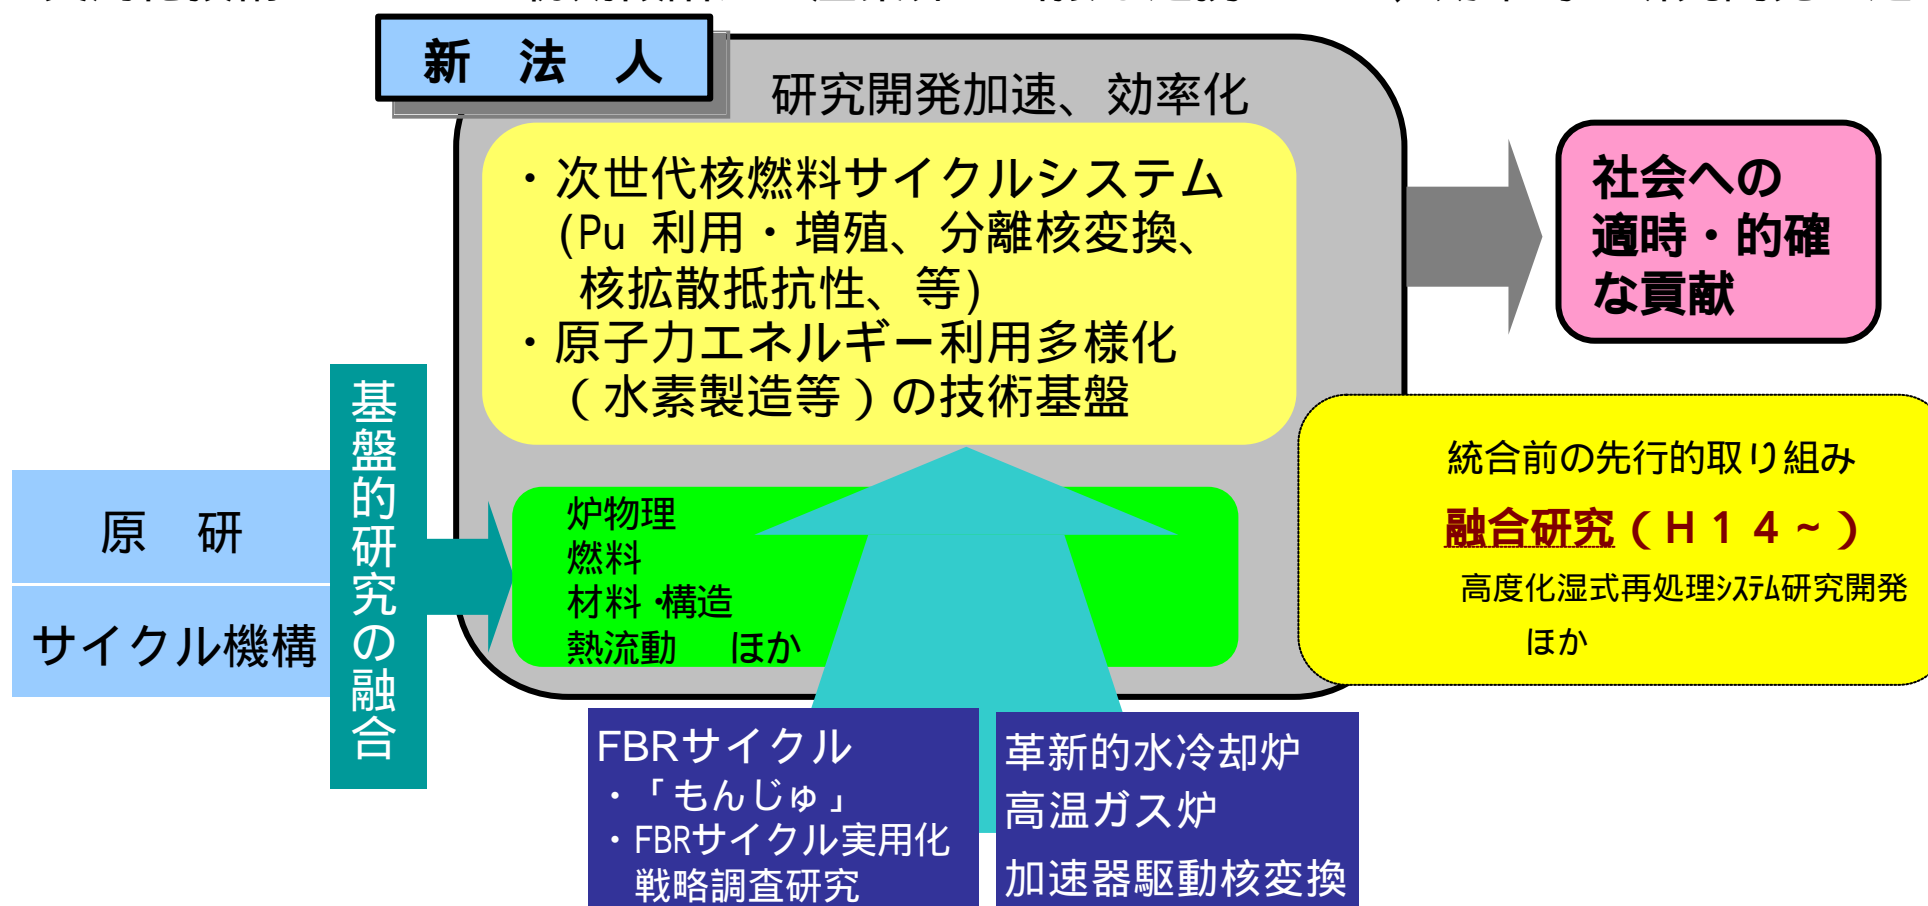 新 法 人
研究開発加速、効率化
・次世代核燃料サイクルシステム
(Pu 利用・増殖、分離核変換、
核拡散抵抗性、等)
・原子力エネルギー利用多様化
(水素製造等)の技術基盤
社会への
適時・的確
な貢献
基盤的研究の融合
原 研
サイクル機構
炉物理
燃料
材料・構造
熱流動 ほか
統合前の先行的取り組み
融合研究(H14~)
高度化湿式再処理システム研究開発
ほか
FBRサイクル
・「もんじゅ」
・FBRサイクル実用化
戦略調査研究
革新的水冷却炉
高温ガス炉
加速器駆動核変換